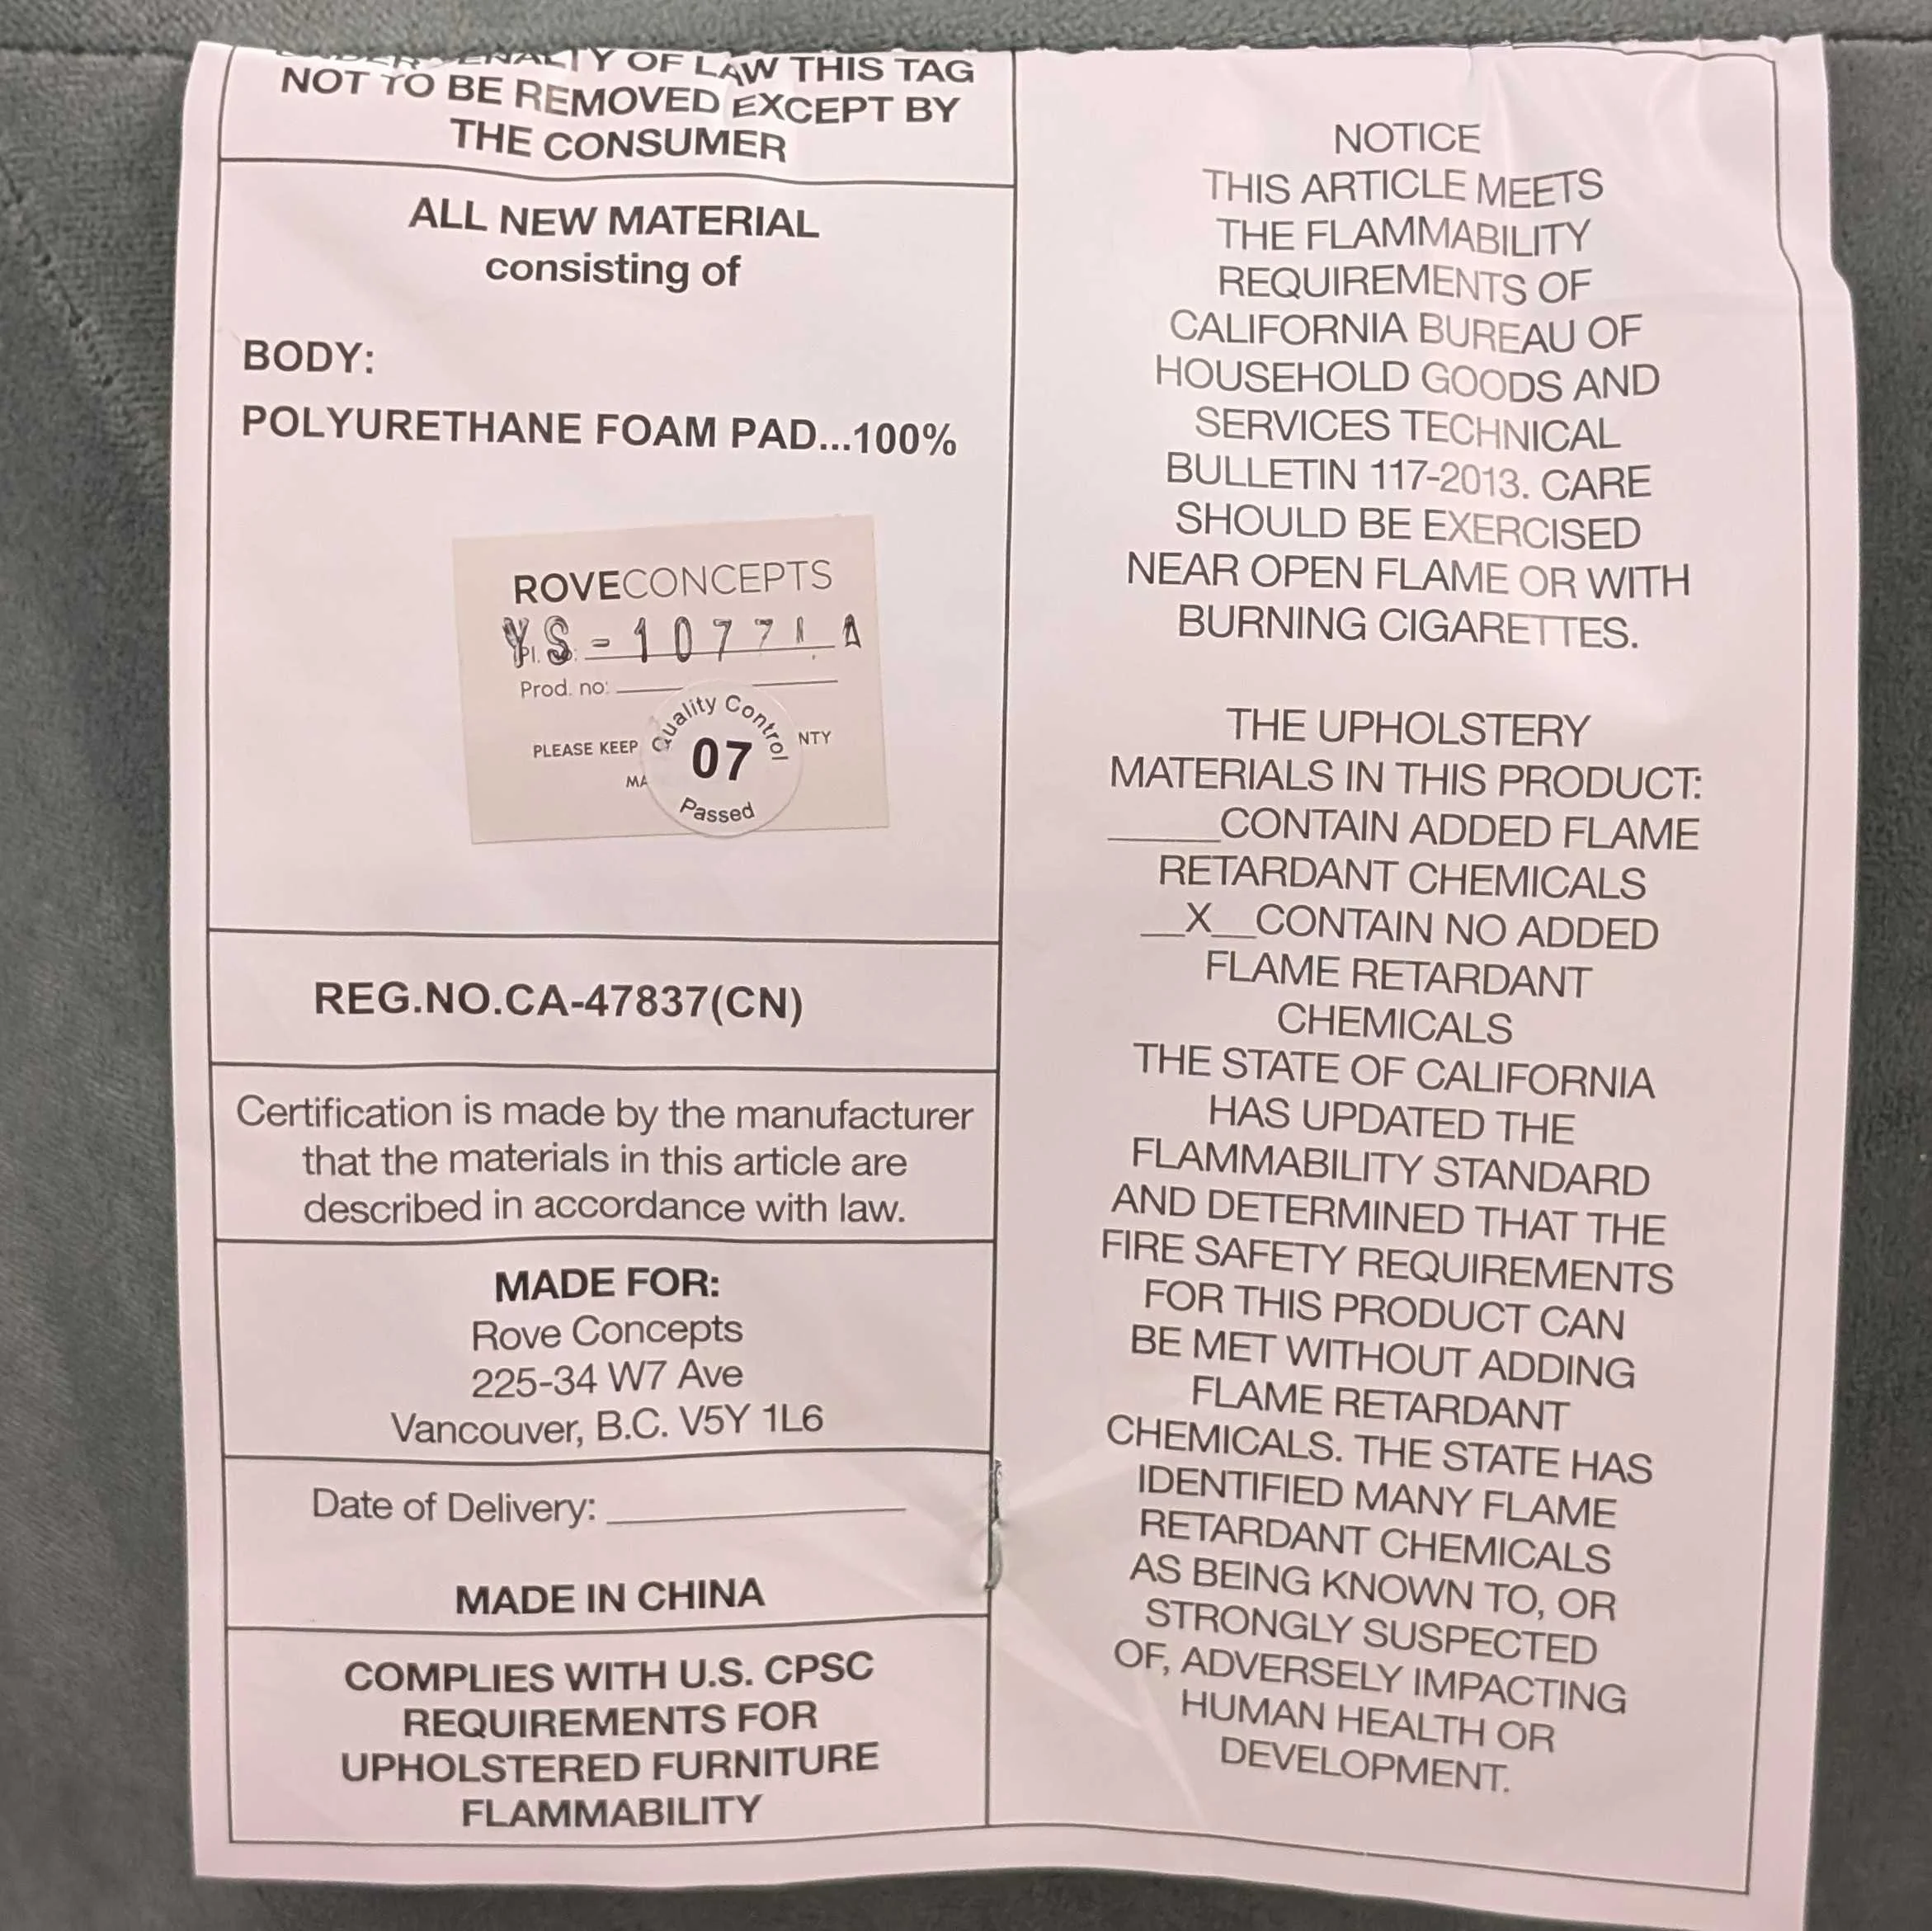 UNDER PENALTY OF LAW THIS TAG
NOT TO BE REMOVED EXCEPT BY
THE CONSUMER
ALL NEW MATERIAL
consisting of
BODY:
POLYURETHANE FOAM PAD...100%
ROVECONCEPTS
YS-10771A
Prod. no:
PLEASE KEEP NTY
MA
Quality Control
07
Passed
REG.NO.CA-47837(CN)
Certification is made by the manufacturer
that the materials in this article are
described in accordance with law.
MADE FOR:
Rove Concepts
225-34 W7 Ave
Vancouver, B.C. V5Y 1L6
Date of Delivery:
MADE IN CHINA
COMPLIES WITH U.S. CPSC
REQUIREMENTS FOR
UPHOLSTERED FURNITURE
FLAMMABILITY
NOTICE
THIS ARTICLE MEETS
THE FLAMMABILITY
REQUIREMENTS OF
CALIFORNIA BUREAU OF
HOUSEHOLD GOODS AND
SERVICES TECHNICAL
BULLETIN 117-2013. CARE
SHOULD BE EXERCISED
NEAR OPEN FLAME OR WITH
BURNING CIGARETTES.
THE UPHOLSTERY
MATERIALS IN THIS PRODUCT:
_____CONTAIN ADDED FLAME
RETARDANT CHEMICALS
__X__CONTAIN NO ADDED
FLAME RETARDANT
CHEMICALS
THE STATE OF CALIFORNIA
HAS UPDATED THE
FLAMMABILITY STANDARD
AND DETERMINED THAT THE
FIRE SAFETY REQUIREMENTS
FOR THIS PRODUCT CAN
BE MET WITHOUT ADDING
FLAME RETARDANT
CHEMICALS. THE STATE HAS
IDENTIFIED MANY FLAME
RETARDANT CHEMICALS
AS BEING KNOWN TO, OR
STRONGLY SUSPECTED
OF, ADVERSELY IMPACTING
HUMAN HEALTH OR
DEVELOPMENT.